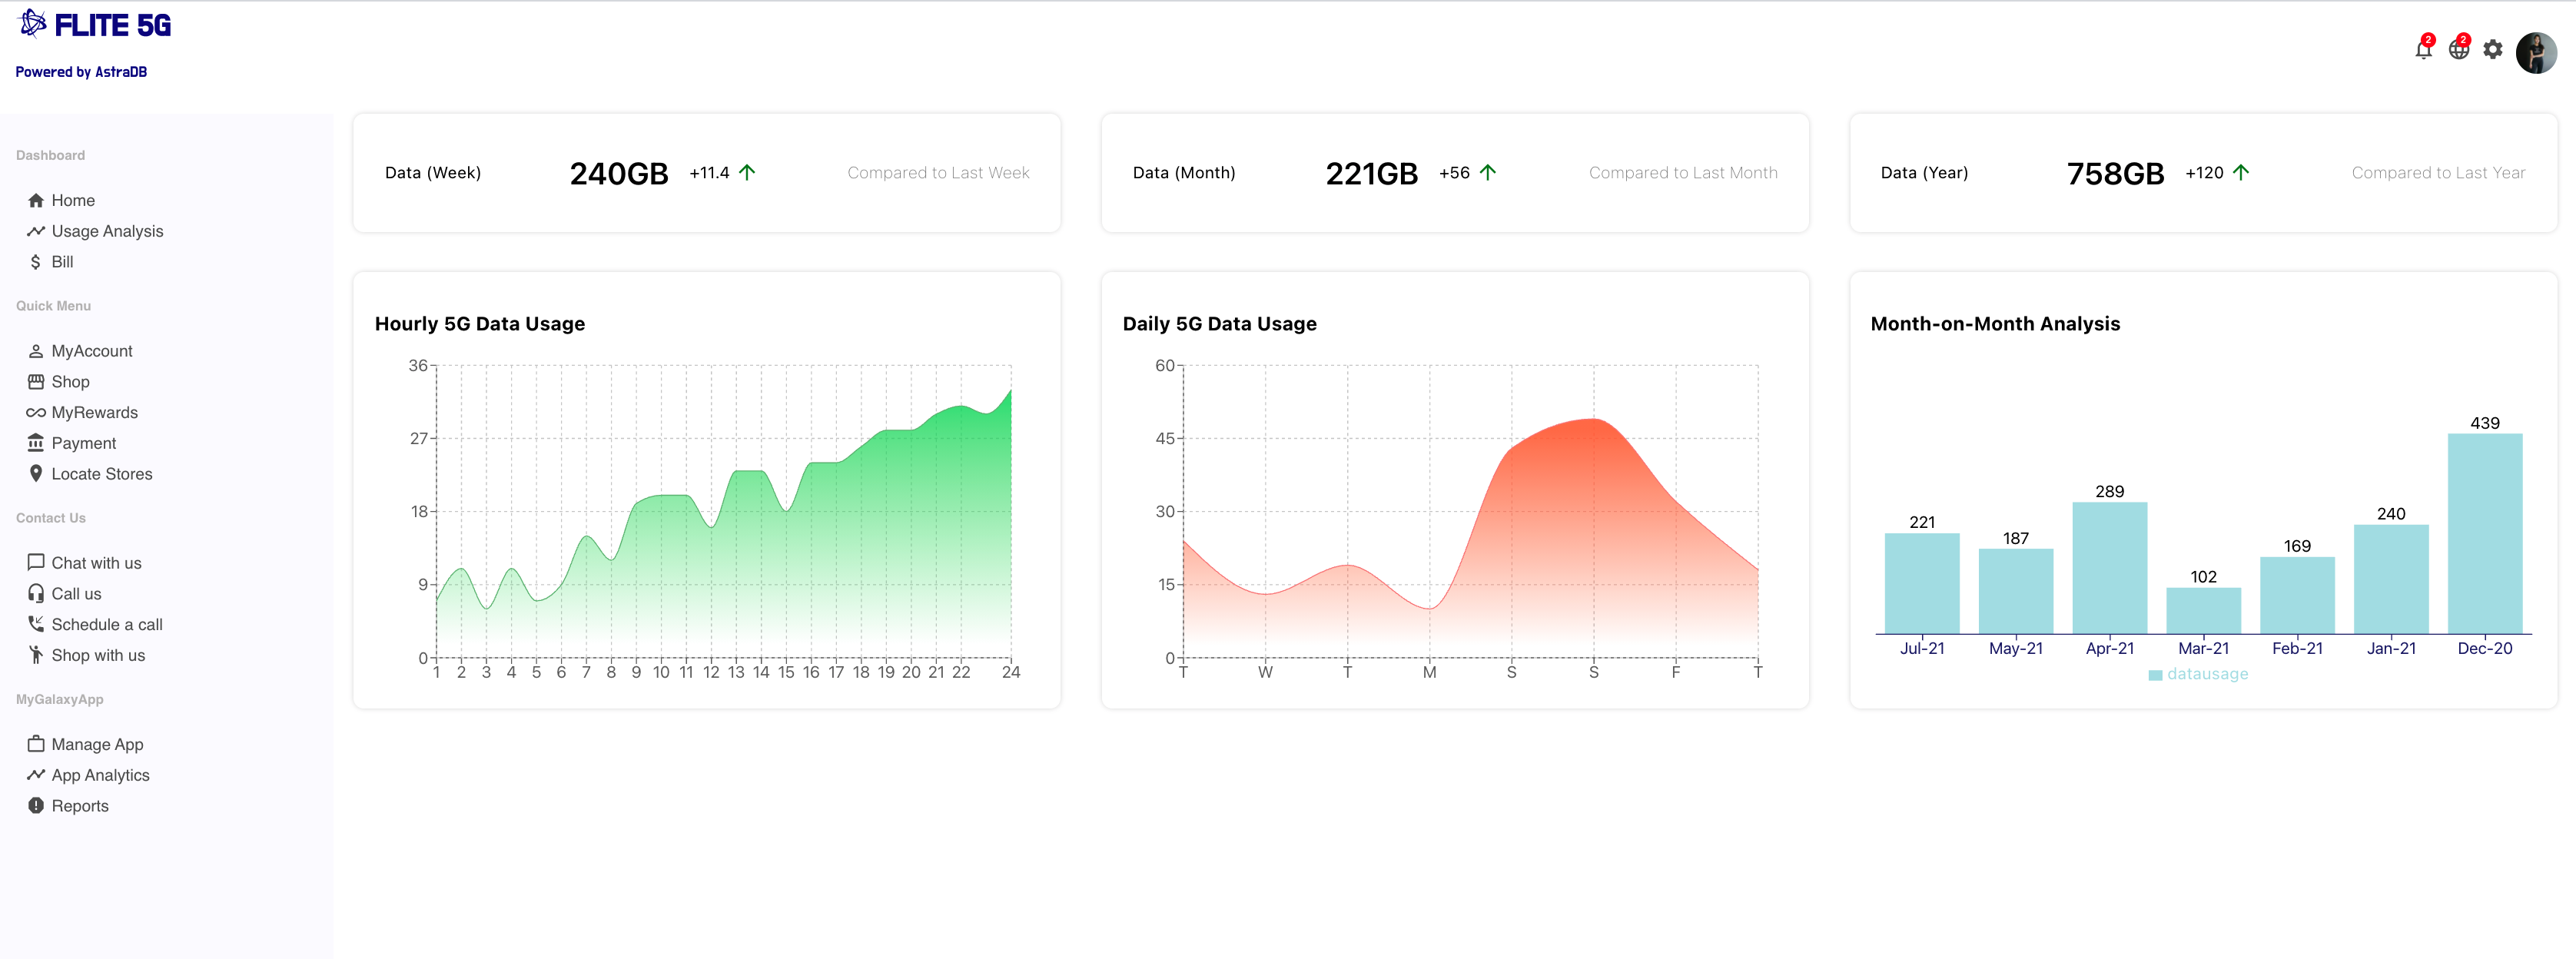 FLITE 5G
Powered by AstraDB
2
2
Dashboard
Home
Usage Analysis
Bill
Quick Menu
MyAccount
Shop
MyRewards
Payment
Locate Stores
Contact Us
Chat with us
Call us
Schedule a call
Shop with us
MyGalaxyApp
Manage App
App Analytics
Reports
Data (Week) 240GB +11.4 Compared to Last Week
Data (Month) 221GB +56 Compared to Last Month
Data (Year) 758GB +120 Compared to Last Year
Hourly 5G Data Usage
36
27
18
9
0
1 2 3 4 5 6 7 8 9 10 11 12 13 14 15 16 17 18 19 20 21 22 24
Daily 5G Data Usage
60
45
30
15
0
T W T M S S F T
Month-on-Month Analysis
221 187 289 102 169 240 439
Jul-21 May-21 Apr-21 Mar-21 Feb-21 Jan-21 Dec-20
datausage